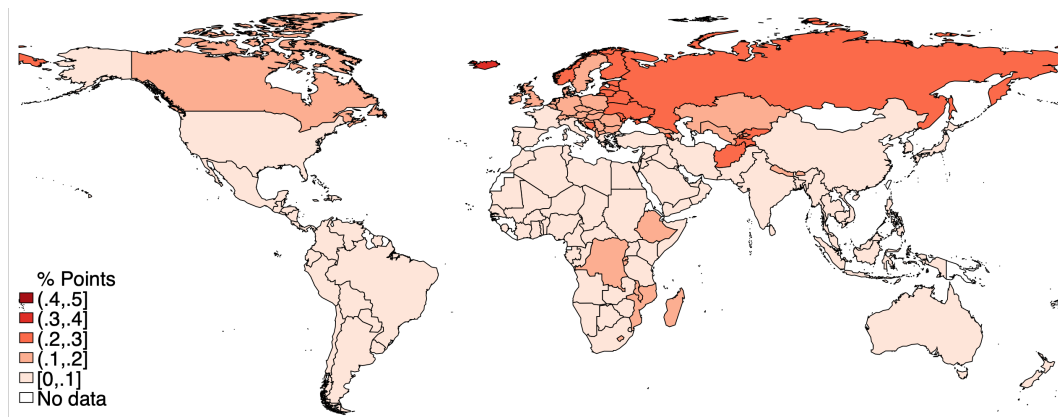 % Points
(.4,.5]
(.3,.4]
(.2,.3]
(.1,.2]
[0,.1]
No data